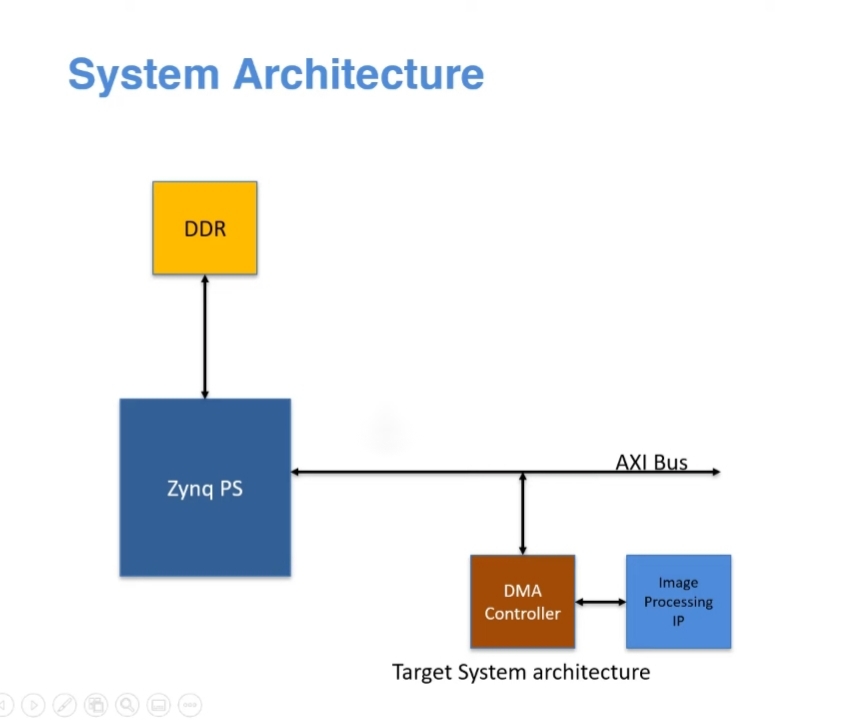 System Architecture
DDR
Zynq PS
AXI Bus
DMA
Controller
Image
Processing
IP
Target System architecture